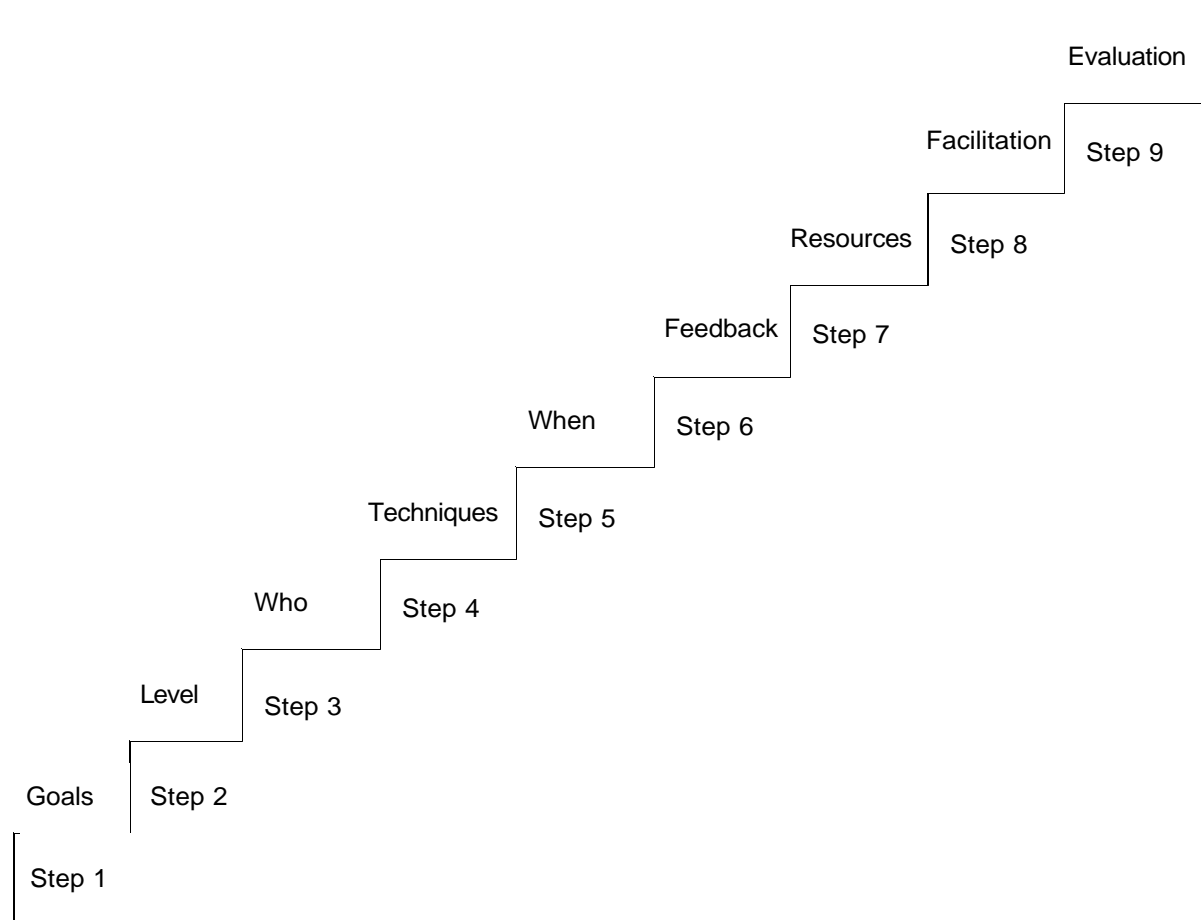 Evaluation
Facilitation
Step 9
Resources
Step 8
Feedback
Step 7
When
Step 6
Techniques
Step 5
Who
Step 4
Level
Step 3
Goals
Step 2
Step 1